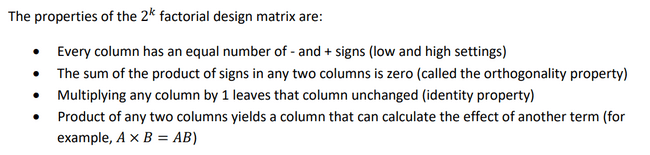 The properties of the 2ᵏ factorial design matrix are:
• Every column has an equal number of - and + signs (low and high settings)
• The sum of the product of signs in any two columns is zero (called the orthogonality property)
• Multiplying any column by 1 leaves that column unchanged (identity property)
• Product of any two columns yields a column that can calculate the effect of another term (for
example, A × B = AB)